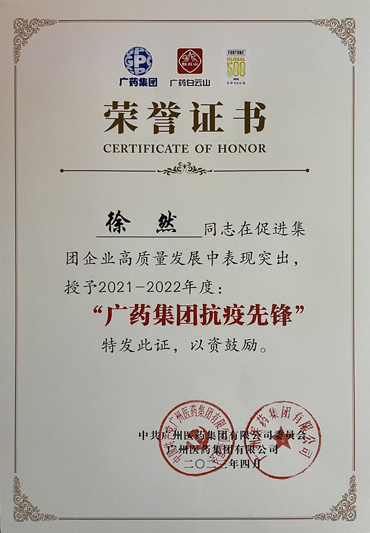 GPC
FORTUNE
GLOBAL
500
广药集团
广药白云山
荣誉证书
CERTIFICATE OF HONOR
徐然同志在促进集
团企业高质量发展中表现突出，
授予2021-2022年度：
“广药集团抗疫先锋”
特发此证，以资鼓励。
中共广州医药集团有限公司委员会
广州医药集团有限公司
二〇二三年四月